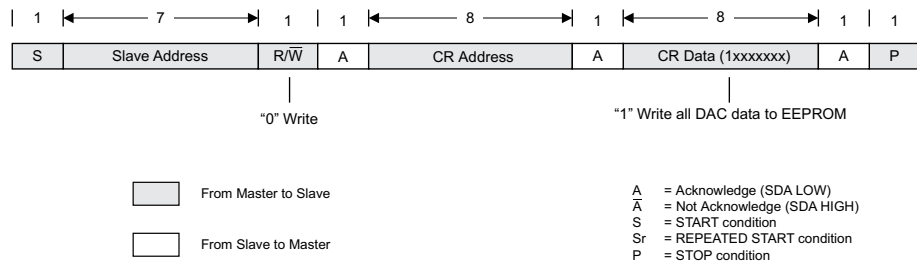 1 7 1 1 8 1 8 1 1
S Slave Address R/W̅ A CR Address A CR Data (1xxxxxxx) A P
“0” Write “1” Write all DAC data to EEPROM
From Master to Slave
From Slave to Master
A = Acknowledge (SDA LOW)
A̅ = Not Acknowledge (SDA HIGH)
S = START condition
Sr = REPEATED START condition
P = STOP condition